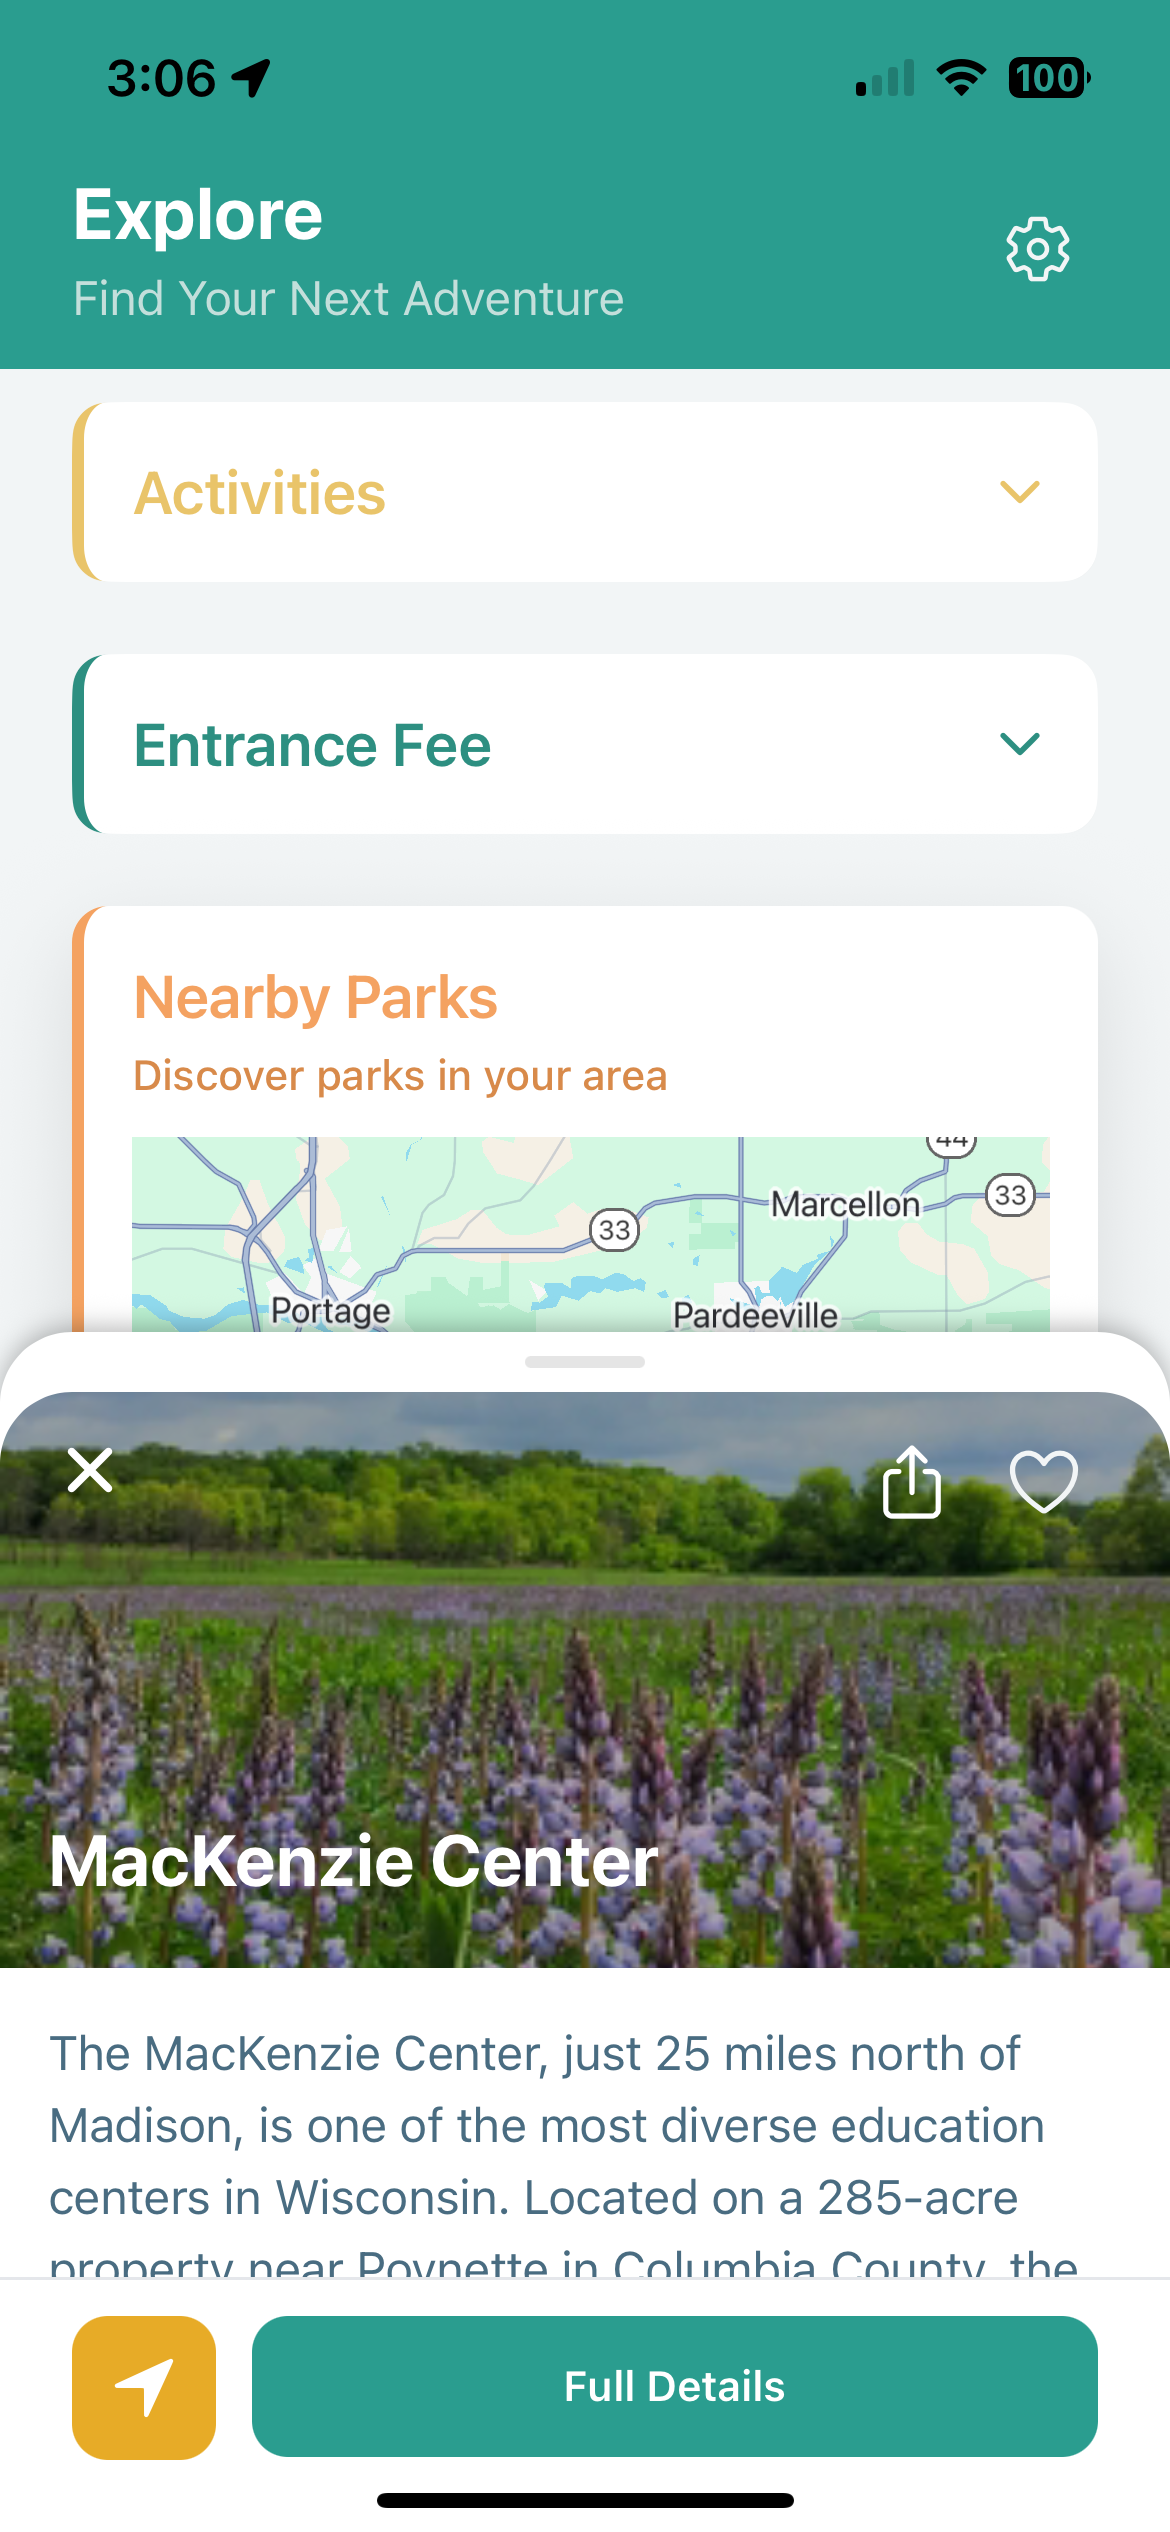 3:06
100
Explore
Find Your Next Adventure
Activities
Entrance Fee
Nearby Parks
Discover parks in your area
44
33
Marcellon
33
Portage
Pardeeville
MacKenzie Center
The MacKenzie Center, just 25 miles north of
Madison, is one of the most diverse education
centers in Wisconsin. Located on a 285-acre
property near Poynette in Columbia County, the
Full Details